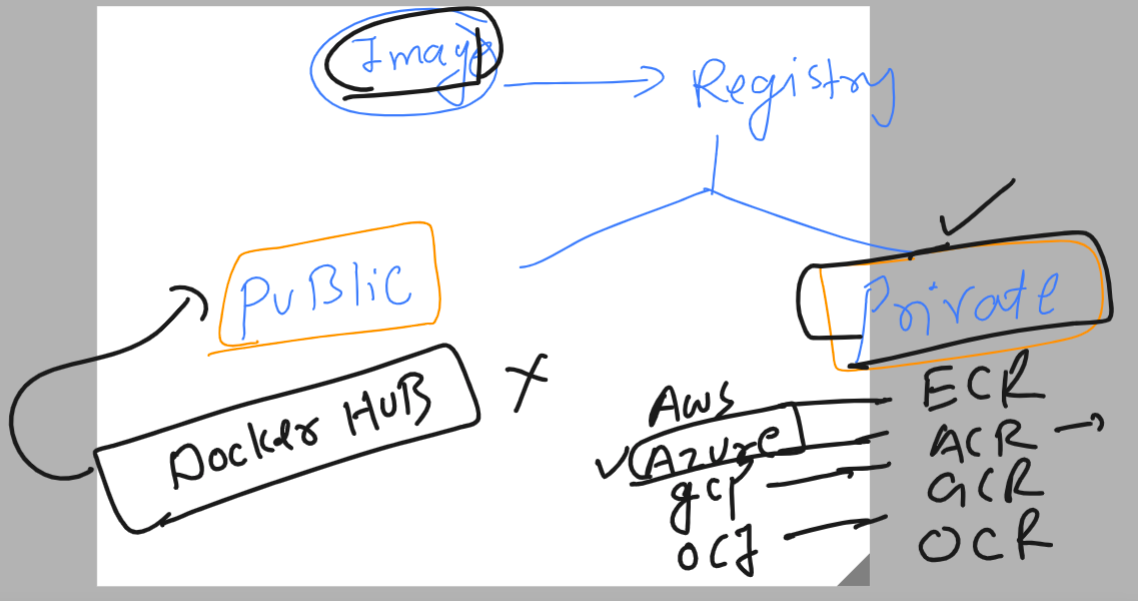 Image
Registry
PuBlic
Private
Docker HuB
Aws
ECR
Azure
ACR
gcp
GCR
OCI
OCR